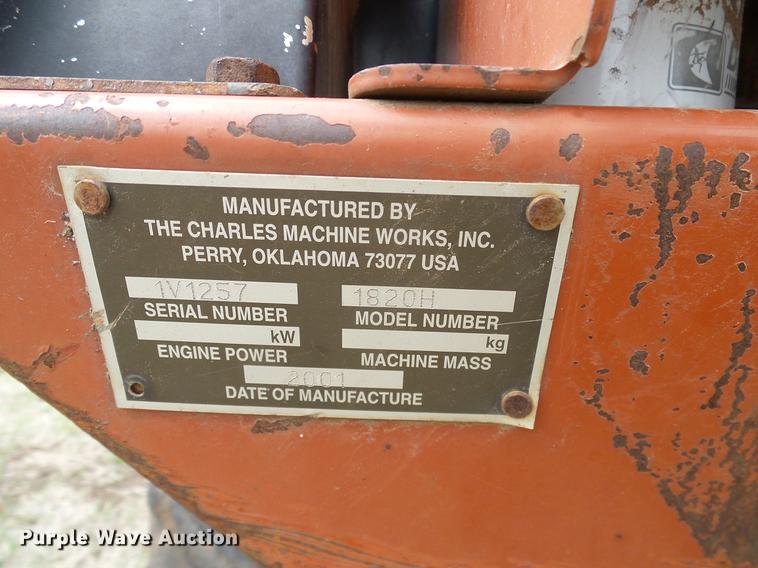 MANUFACTURED BY
THE CHARLES MACHINE WORKS, INC.
PERRY, OKLAHOMA 73077 USA
1V1257 1820H
SERIAL NUMBER MODEL NUMBER
kW kg
ENGINE POWER MACHINE MASS
2001
DATE OF MANUFACTURE
Purple Wave Auction